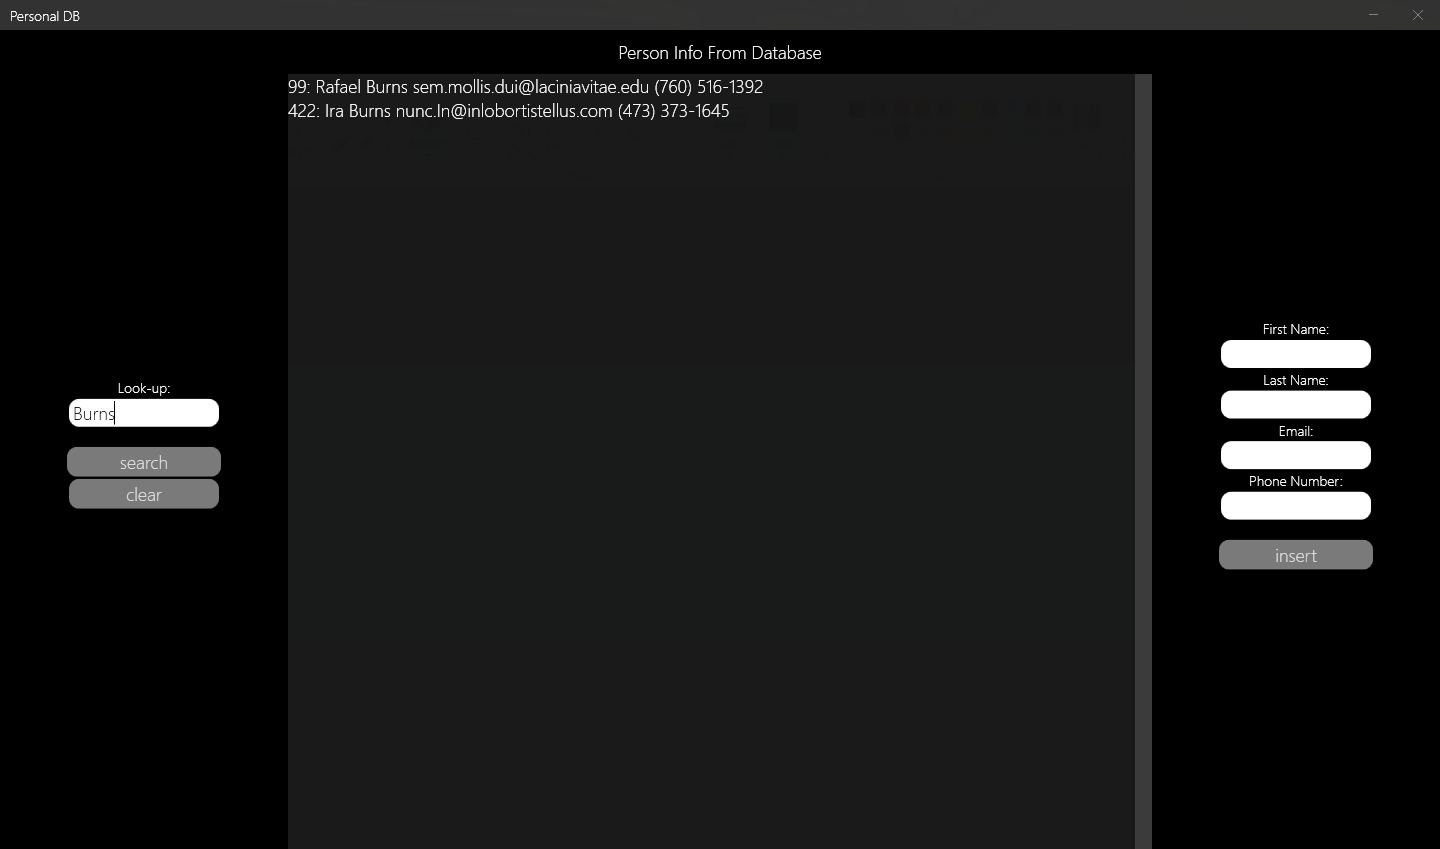 Personal DB
Person Info From Database
99: Rafael Burns sem.mollis.dui@laciniavitae.edu (760) 516-1392
422: Ira Burns nunc.In@inlobortistellus.com (473) 373-1645
Look-up:
Burns
search
clear
First Name:
Last Name:
Email:
Phone Number:
insert